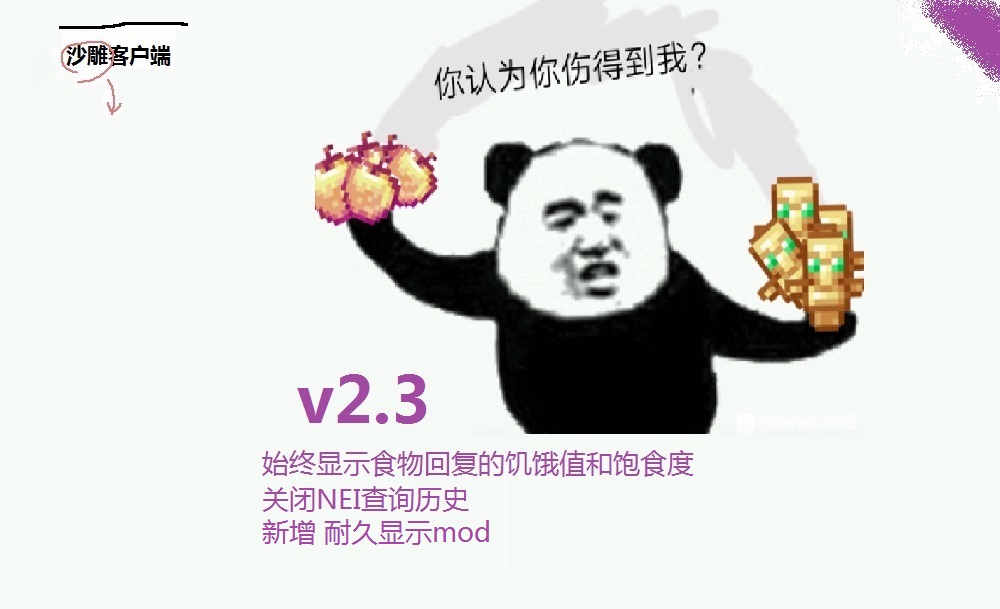 沙雕客户端
你认为你伤得到我？
v2.3
始终显示食物回复的饥饿值和饱食度
关闭NEI查询历史
新增 耐久显示mod